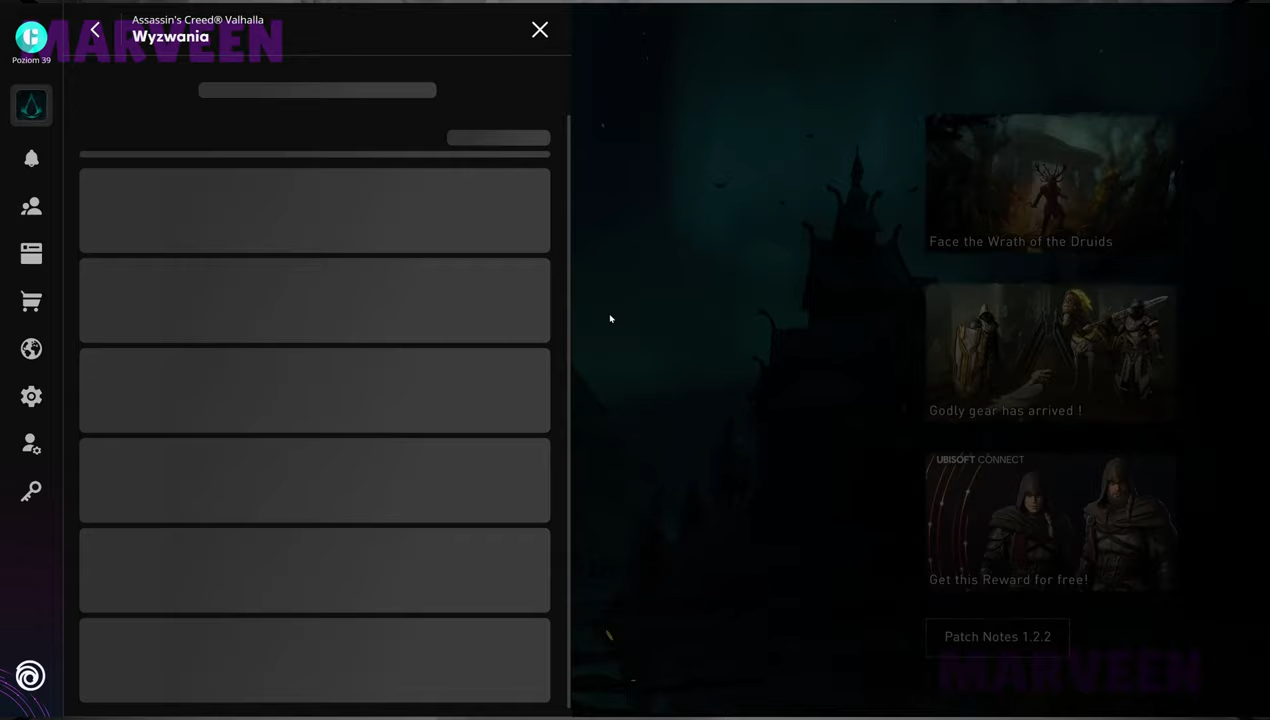 MARVEEN
Assassin's Creed® Valhalla
Wyzwania
Poziom 39
Face the Wrath of the Druids
Godly gear has arrived !
UBISOFT CONNECT
Get this Reward for free!
Patch Notes 1.2.2
MARVEEN